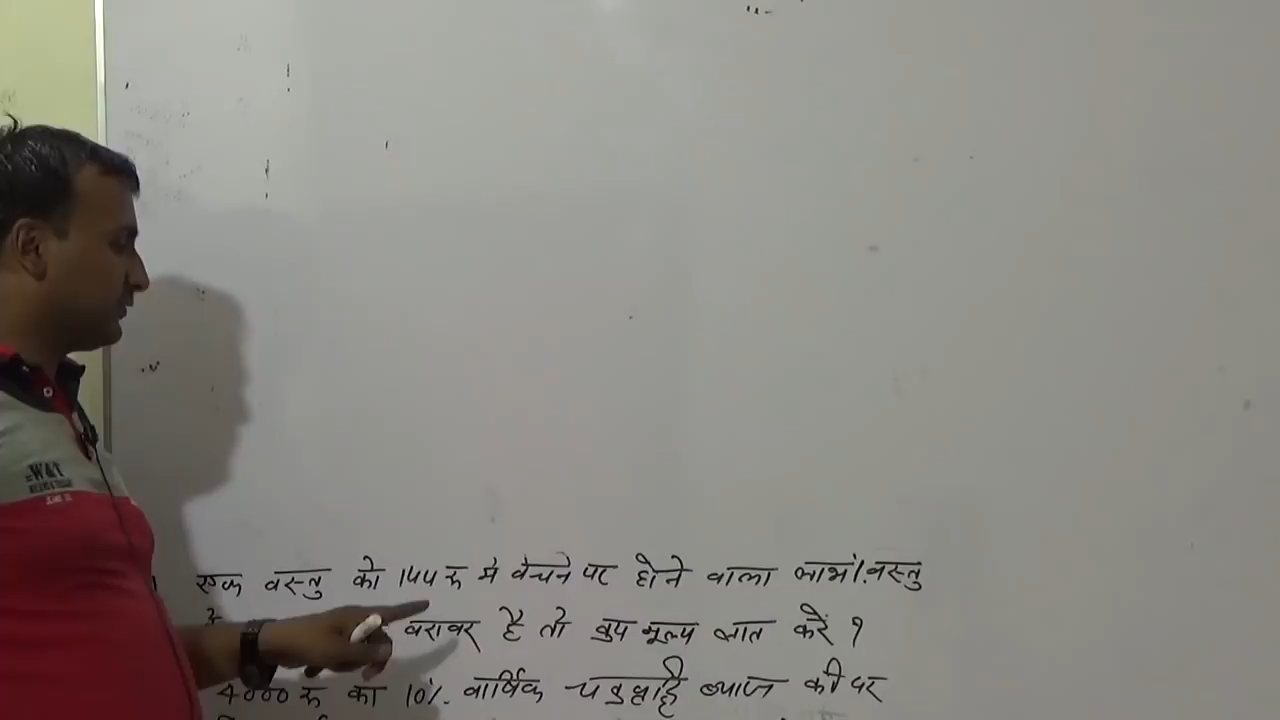 एक वस्तु को 144 रु मे बेचने पर होने वाला लाभ% वस्तु
के बराबर है तो क्रय मूल्य ज्ञात करें ?
4000 रु का 10% वार्षिक चक्रवृद्धि ब्याज की दर
W&T